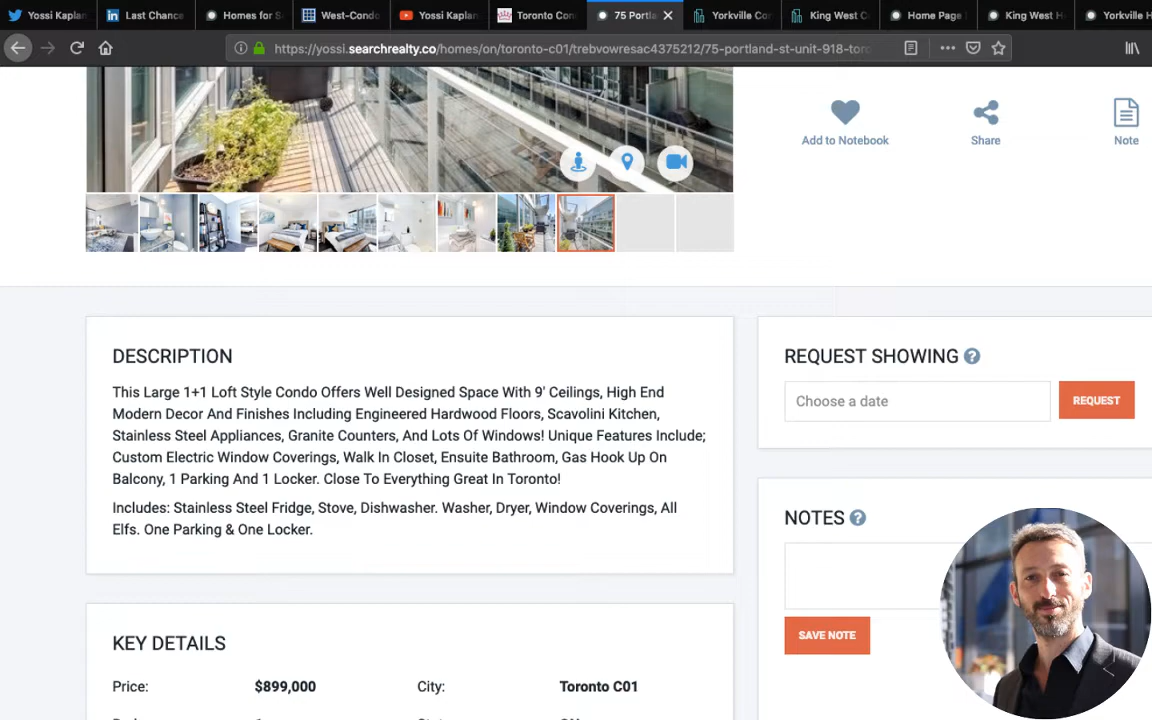 Yossi Kaplan
Last Chance
Homes for S
West-Condo
Yossi Kaplan
Toronto Con
75 Portla
Yorkville Co
King West C
Home Page
King West H
Yorkville H
https://yossi.searchrealty.co/homes/on/toronto-c01/trebvowresac4375212/75-portland-st-unit-918-toro
Add to Notebook
Share
Note
DESCRIPTION
This Large 1+1 Loft Style Condo Offers Well Designed Space With 9' Ceilings, High End
Modern Decor And Finishes Including Engineered Hardwood Floors, Scavolini Kitchen,
Stainless Steel Appliances, Granite Counters, And Lots Of Windows! Unique Features Include;
Custom Electric Window Coverings, Walk In Closet, Ensuite Bathroom, Gas Hook Up On
Balcony, 1 Parking And 1 Locker. Close To Everything Great In Toronto!
Includes: Stainless Steel Fridge, Stove, Dishwasher. Washer, Dryer, Window Coverings, All
Elfs. One Parking & One Locker.
REQUEST SHOWING ?
Choose a date
REQUEST
NOTES ?
SAVE NOTE
KEY DETAILS
Price: $899,000 City: Toronto C01